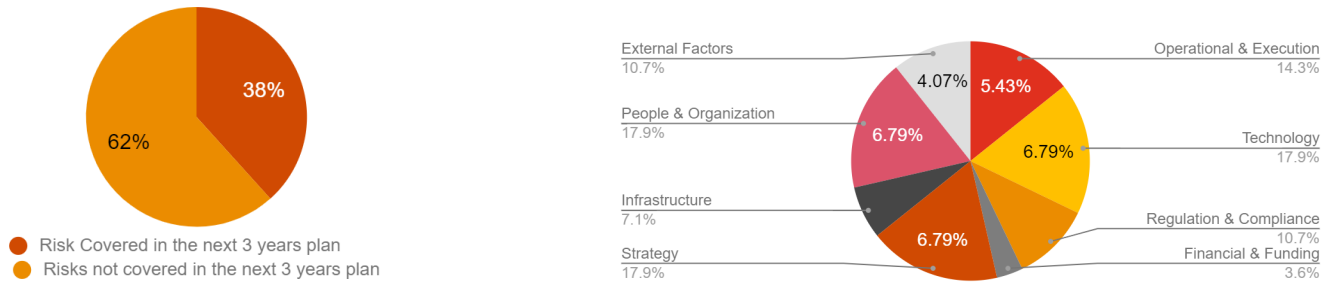 38%
62%
Risk Covered in the next 3 years plan
Risks not covered in the next 3 years plan
External Factors
10.7%
People & Organization
17.9%
Infrastructure
7.1%
Strategy
17.9%
4.07%
5.43%
6.79%
6.79%
6.79%
Operational & Execution
14.3%
Technology
17.9%
Regulation & Compliance
10.7%
Financial & Funding
3.6%